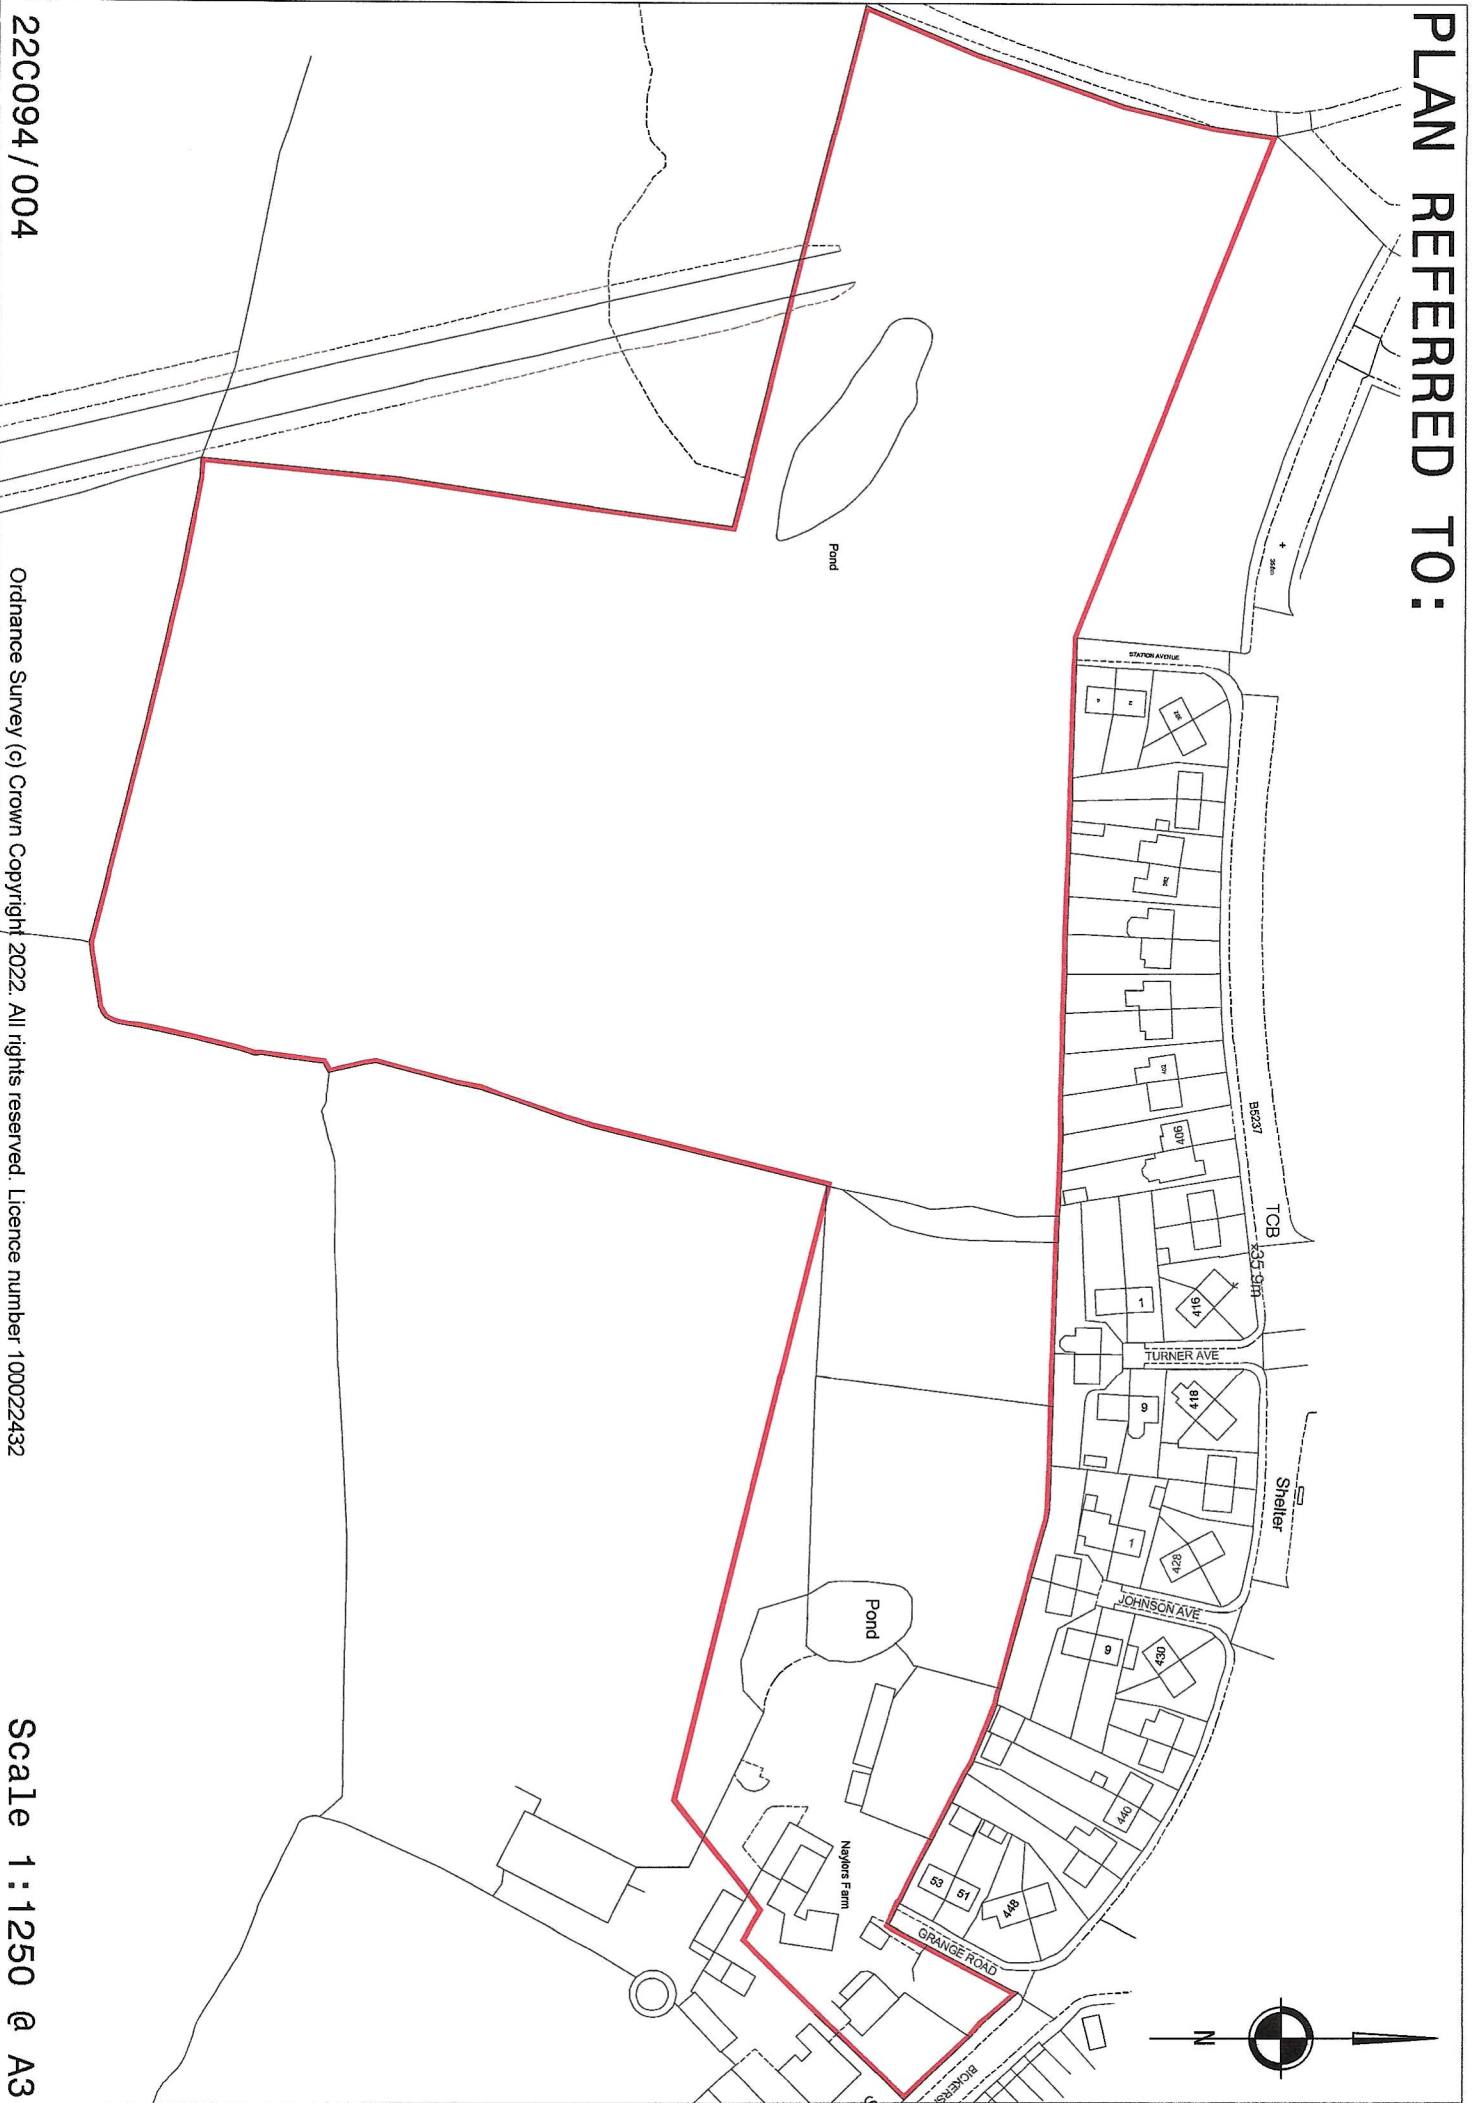 PLAN REFERRED TO:
STATION AVENUE
2
4
B5237
TCB
35.9m
406
416
1
TURNER AVE
418
9
Shelter
1
428
JOHNSON AVE
9
430
440
448
51
53
GRANGE ROAD
Pond
Pond
Naylors Farm
N
22C094/004
Ordnance Survey (c) Crown Copyright 2022. All rights reserved. Licence number 100022432
Scale 1:1250 @ A3